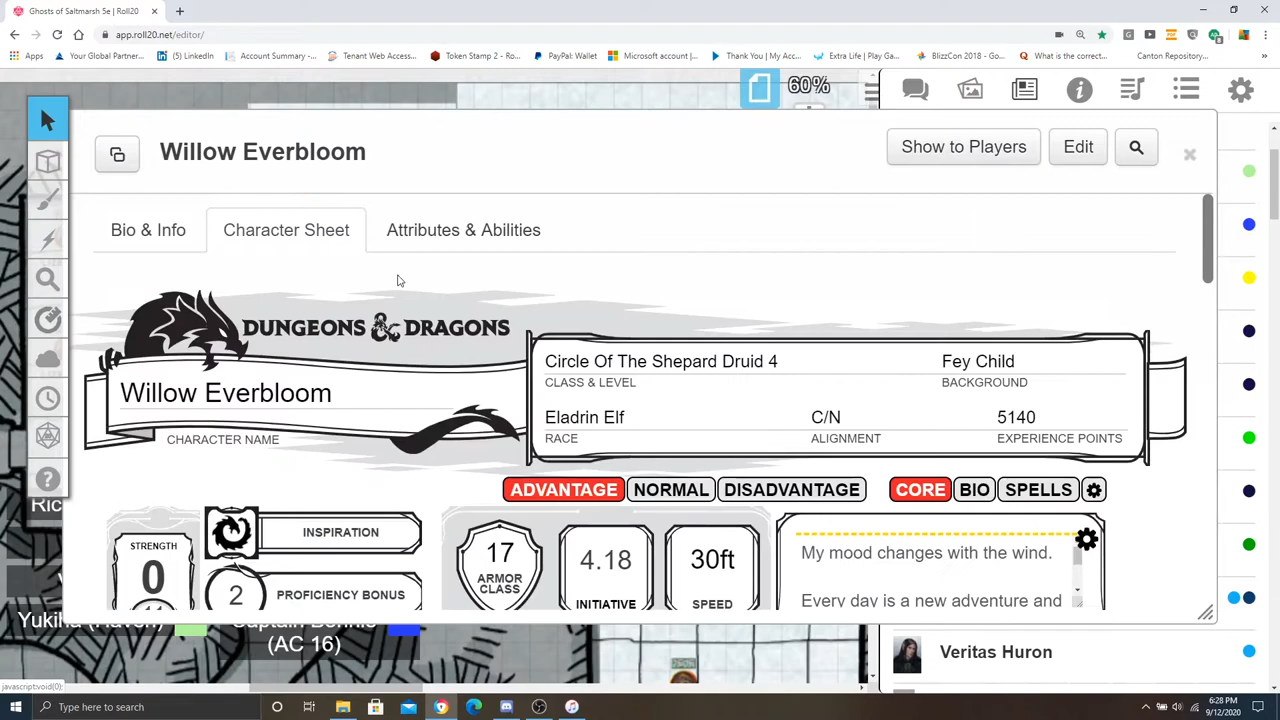 Ghosts of Saltmarsh 5e | Roll20
app.roll20.net/editor/
Apps
Your Global Partner...
(5) LinkedIn
Account Summary -...
Tenant Web Access...
Token Stamp 2 - Ro...
PayPal: Wallet
Microsoft account |...
Thank You | My Acc...
Extra Life | Play Ga...
BlizzCon 2018 - Go...
What is the correct...
Canton Repository...
60%
Willow Everbloom
Show to Players
Edit
Bio & Info
Character Sheet
Attributes & Abilities
DUNGEONS & DRAGONS
Willow Everbloom
CHARACTER NAME
Circle Of The Shepard Druid 4
Fey Child
CLASS & LEVEL
BACKGROUND
Eladrin Elf
C/N
5140
RACE
ALIGNMENT
EXPERIENCE POINTS
ADVANTAGE
NORMAL
DISADVANTAGE
CORE
BIO
SPELLS
STRENGTH
0
INSPIRATION
2
PROFICIENCY BONUS
17
ARMOR
CLASS
4.18
INITIATIVE
30ft
SPEED
My mood changes with the wind.
Every day is a new adventure and
(AC 16)
Veritas Huron
javascript:void(0);
Type here to search
6:28 PM
9/12/2020